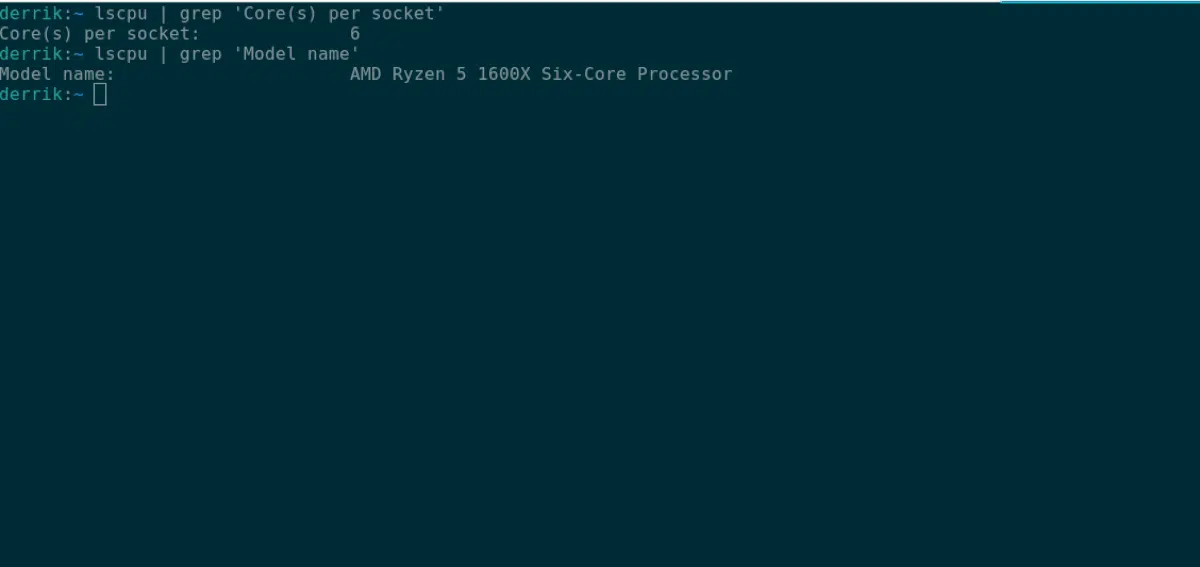 derrik:~ lscpu | grep 'Core(s) per socket'
Core(s) per socket:              6
derrik:~ lscpu | grep 'Model name'
Model name:                      AMD Ryzen 5 1600X Six-Core Processor
derrik:~